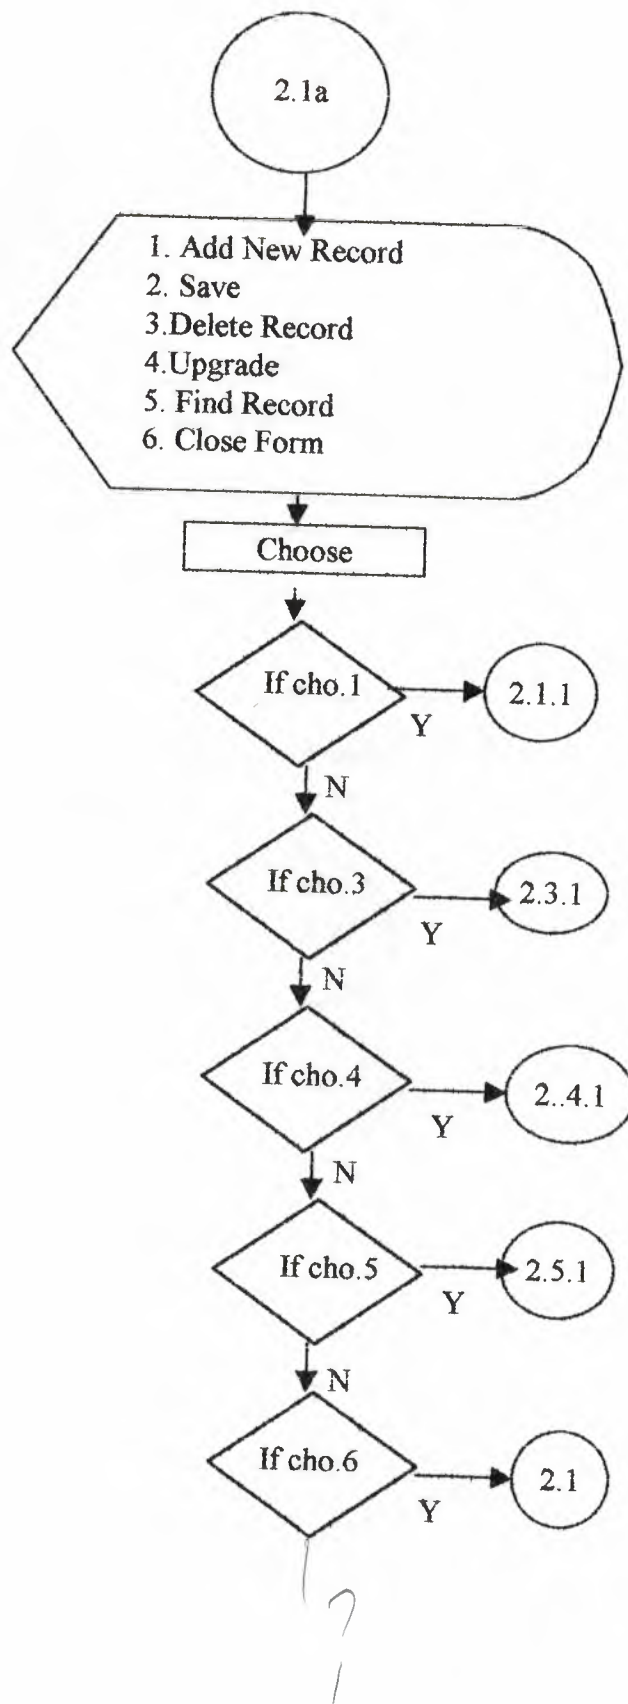 2.1a
1. Add New Record
2. Save
3.Delete Record
4.Upgrade
5. Find Record
6. Close Form
Choose
If cho.1
Y
2.1.1
N
If cho.3
Y
2.3.1
N
If cho.4
Y
2..4.1
N
If cho.5
Y
2.5.1
N
If cho.6
Y
2.1
?